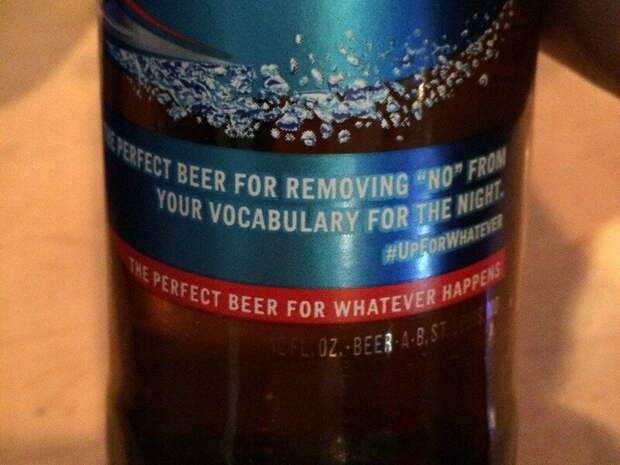 PERFECT BEER FOR REMOVING “NO” FROM
YOUR VOCABULARY FOR THE NIGHT.
#UPFORWHATEVER
THE PERFECT BEER FOR WHATEVER HAPPENS
FL. OZ. - BEER - A-B, ST.